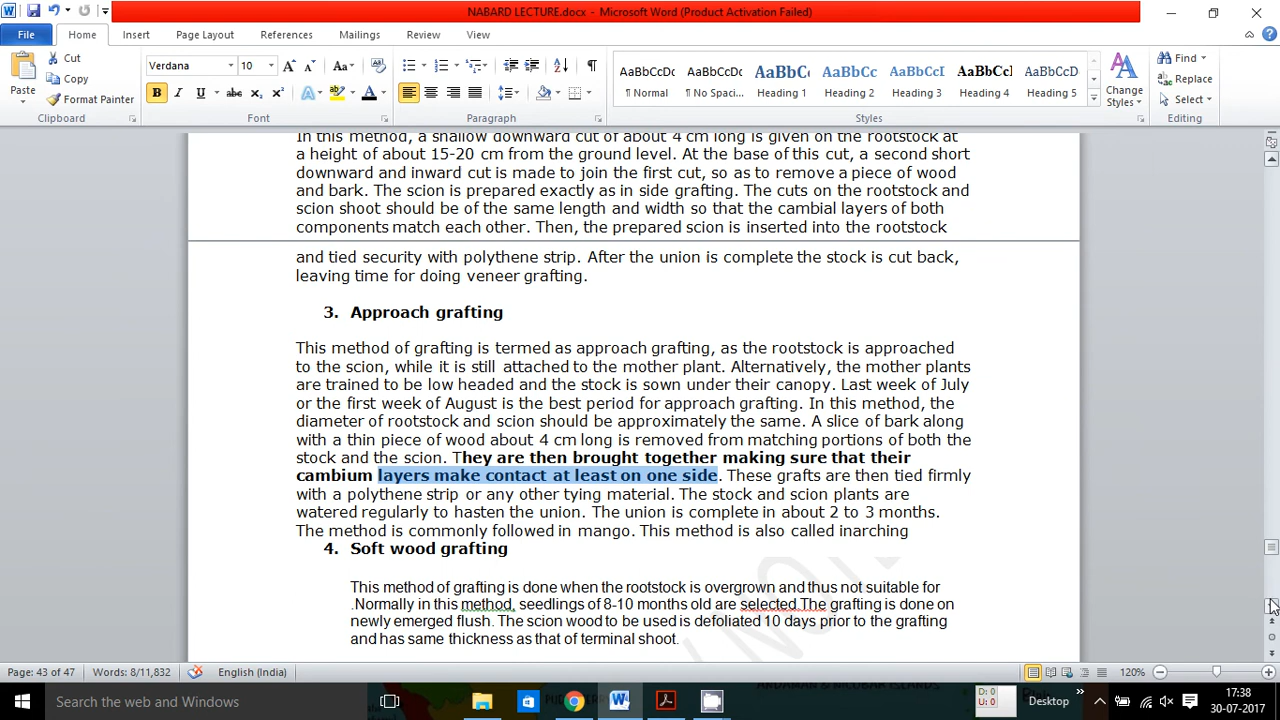 NABARD LECTURE.docx - Microsoft Word (Product Activation Failed)
File Home Insert Page Layout References Mailings Review View
Paste
Cut
Copy
Format Painter
Clipboard
Verdana 10
Font
Paragraph
AaBbCcDc AaBbCcDc AaBbC AaBbCc AaBbCcI AaBbCcI AaBbCcDc
¶ Normal ¶ No Spaci... Heading 1 Heading 2 Heading 3 Heading 4 Heading 5
Change Styles
Styles
Find
Replace
Select
Editing
In this method, a shallow downward cut of about 4 cm long is given on the rootstock at
a height of about 15-20 cm from the ground level. At the base of this cut, a second short
downward and inward cut is made to join the first cut, so as to remove a piece of wood
and bark. The scion is prepared exactly as in side grafting. The cuts on the rootstock and
scion shoot should be of the same length and width so that the cambial layers of both
components match each other. Then, the prepared scion is inserted into the rootstock
and tied security with polythene strip. After the union is complete the stock is cut back,
leaving time for doing veneer grafting.
3. Approach grafting
This method of grafting is termed as approach grafting, as the rootstock is approached
to the scion, while it is still attached to the mother plant. Alternatively, the mother plants
are trained to be low headed and the stock is sown under their canopy. Last week of July
or the first week of August is the best period for approach grafting. In this method, the
diameter of rootstock and scion should be approximately the same. A slice of bark along
with a thin piece of wood about 4 cm long is removed from matching portions of both the
stock and the scion. They are then brought together making sure that their
cambium layers make contact at least on one side. These grafts are then tied firmly
with a polythene strip or any other tying material. The stock and scion plants are
watered regularly to hasten the union. The union is complete in about 2 to 3 months.
The method is commonly followed in mango. This method is also called inarching
4. Soft wood grafting
This method of grafting is done when the rootstock is overgrown and thus not suitable for
.Normally in this method, seedlings of 8-10 months old are selected.The grafting is done on
newly emerged flush. The scion wood to be used is defoliated 10 days prior to the grafting
and has same thickness as that of terminal shoot.
Page: 43 of 47 Words: 8/11,832 English (India) 120%
Search the web and Windows
D: 0
U: 0
Desktop
17:38
30-07-2017